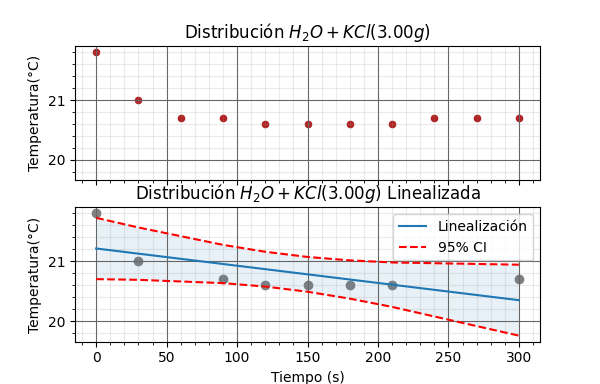 Distribución H₂O + KCl(3.00g)
Temperatura(°C)
21
20
Distribución H₂O + KCl(3.00g) Linealizada
Temperatura(°C)
21
20
Linealización
95% CI
0 50 100 150 200 250 300
Tiempo (s)